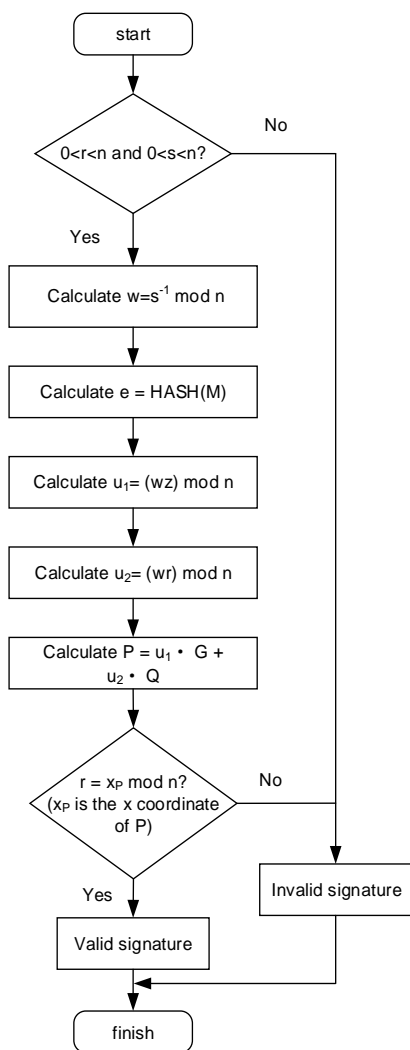 start
No
0<r<n and 0<s<n?
Yes
Calculate w=s⁻¹ mod n
Calculate e = HASH(M)
Calculate u₁= (wz) mod n
Calculate u₂= (wr) mod n
Calculate P = u₁ • G +
u₂ • Q
r = xₚ mod n?
(xₚ is the x coordinate
of P)
No
Yes
Invalid signature
Valid signature
finish